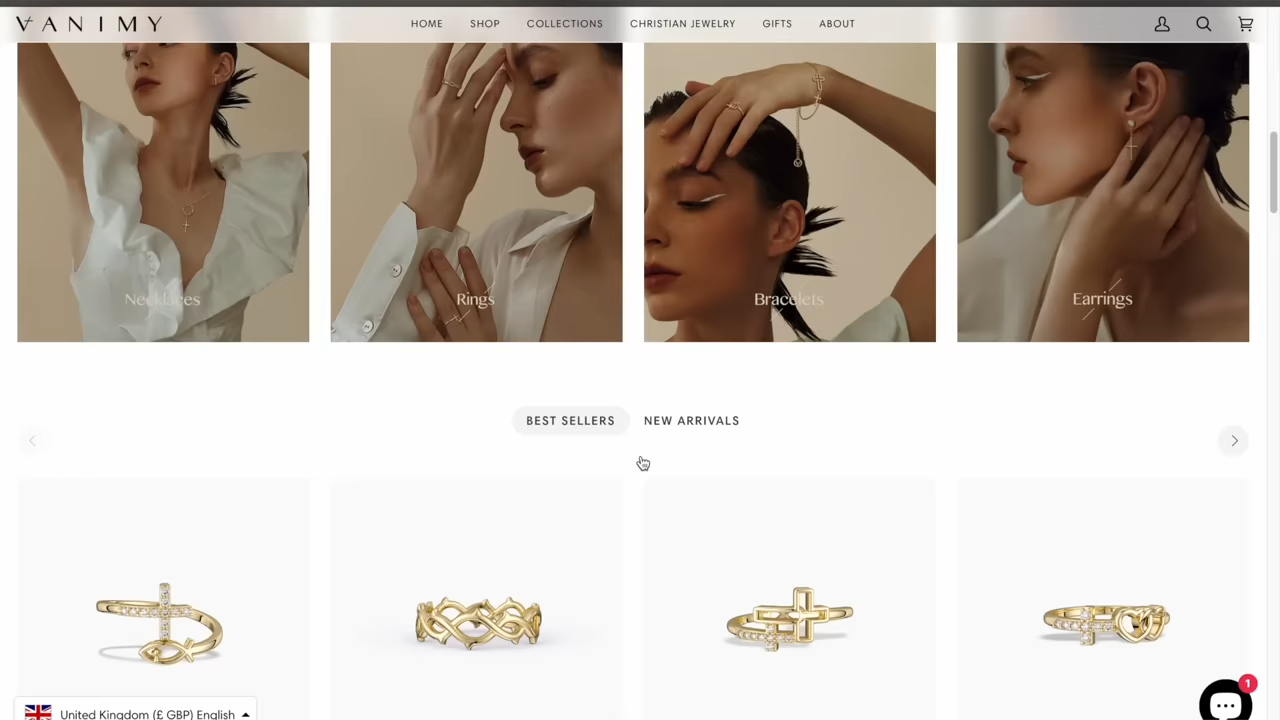 VANIMY
HOME SHOP COLLECTIONS CHRISTIAN JEWELRY GIFTS ABOUT
Necklaces
Rings
Bracelets
Earrings
BEST SELLERS NEW ARRIVALS
1
United Kingdom (£ GBP) English